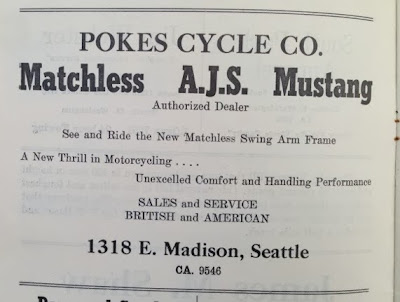 POKES CYCLE CO.
Matchless A.J.S. Mustang
Authorized Dealer
See and Ride the New Matchless Swing Arm Frame
A New Thrill in Motorcycling . . . .
Unexcelled Comfort and Handling Performance
SALES and SERVICE
BRITISH and AMERICAN
1318 E. Madison, Seattle
CA. 9546